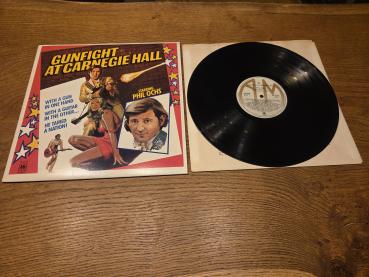 GUNFIGHT
AT CARNEGIE HALL
STARRING
PHIL OCHS
WITH A GUN
IN ONE HAND
WITH A GUITAR
IN THE OTHER...
HE TAMED
A NATION!
A&M